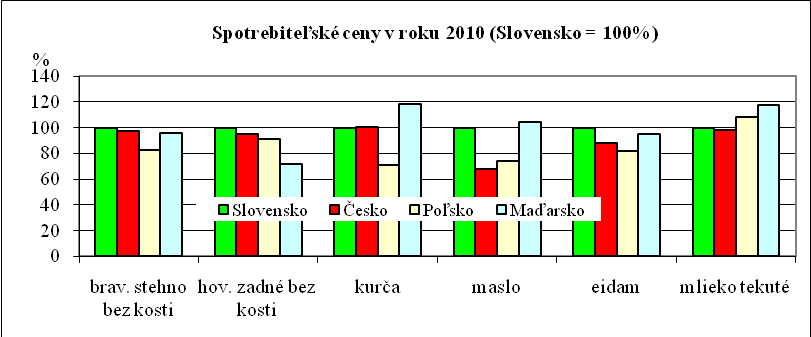 Spotrebiteľské ceny v roku 2010 (Slovensko = 100%)
%
140
120
100
80
60
40
20
0
Slovensko Česko Poľsko Maďarsko
brav. stehno bez kosti
hov. zadné bez kosti
kurča
maslo
eidam
mlieko tekuté